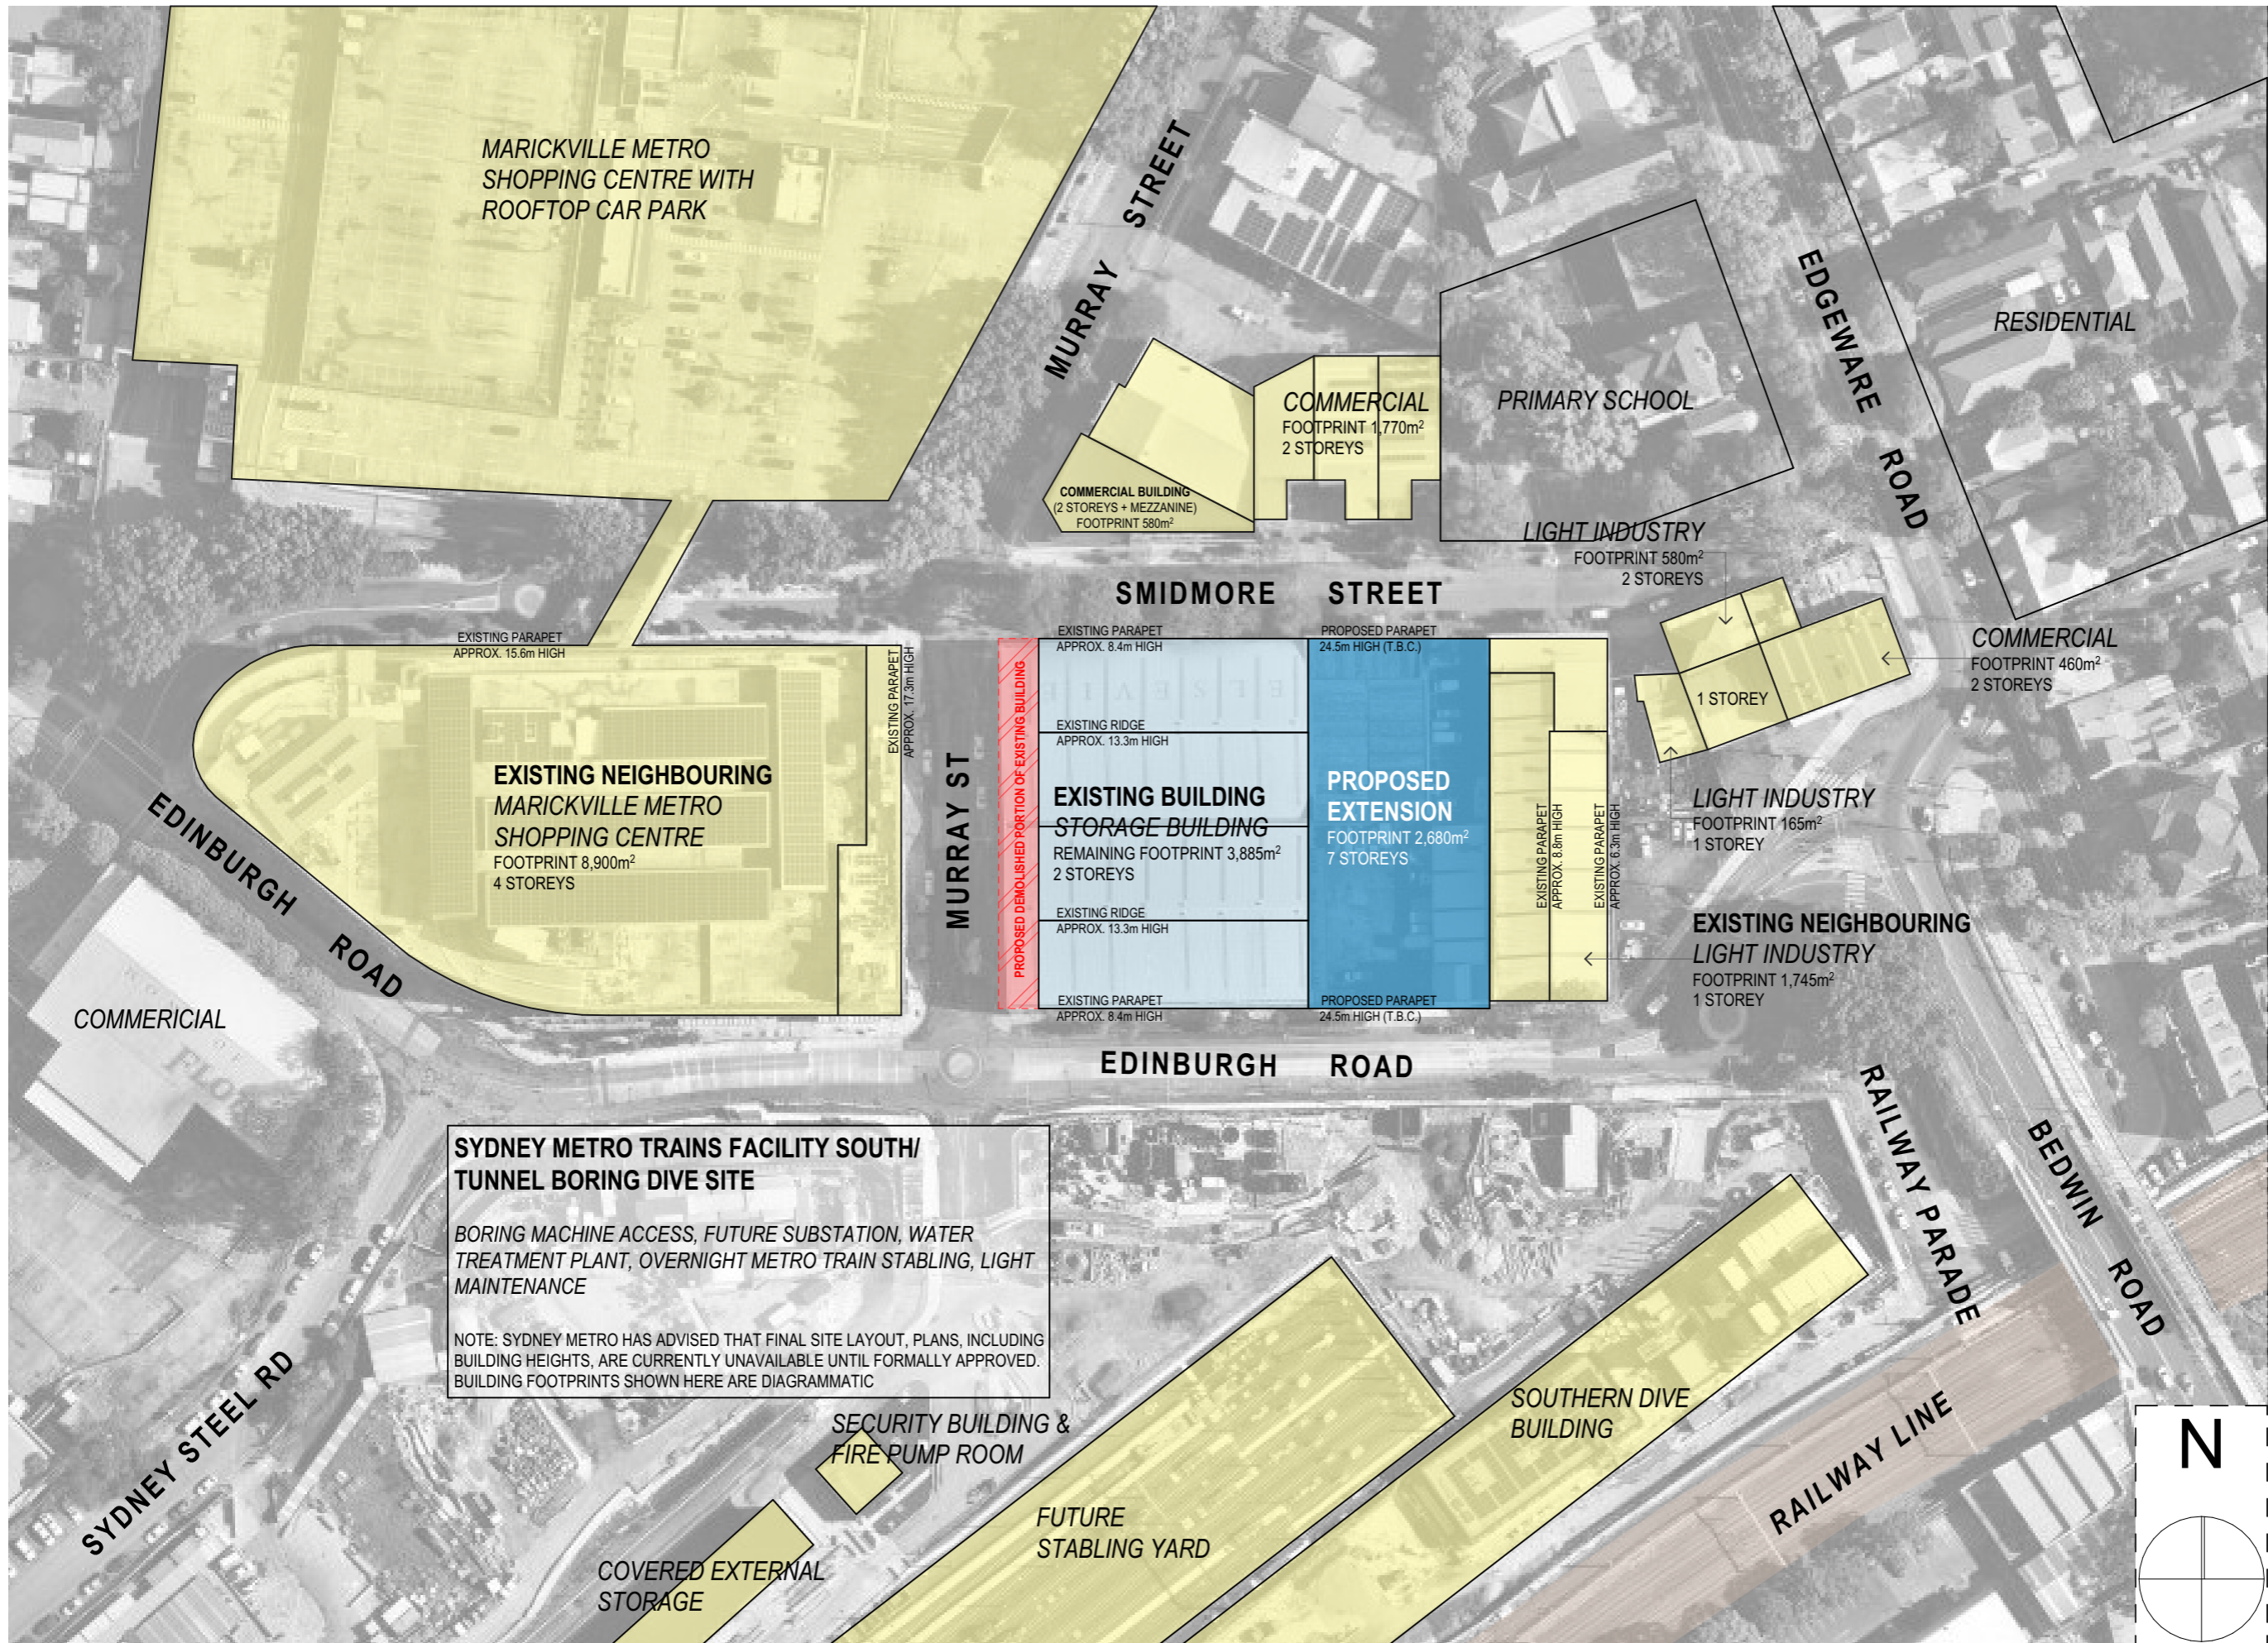 MARICKVILLE METRO
SHOPPING CENTRE WITH
ROOFTOP CAR PARK
MURRAY STREET
EDGEWARE ROAD
RESIDENTIAL
PRIMARY SCHOOL
COMMERCIAL
FOOTPRINT 1,770m²
2 STOREYS
COMMERCIAL BUILDING
(2 STOREYS + MEZZANINE)
FOOTPRINT 580m²
LIGHT INDUSTRY
FOOTPRINT 580m²
2 STOREYS
SMIDMORE STREET
COMMERCIAL
FOOTPRINT 460m²
2 STOREYS
1 STOREY
EXISTING PARAPET
APPROX. 15.6m HIGH
EXISTING PARAPET
APPROX. 17.3m HIGH
EXISTING PARAPET
APPROX. 8.4m HIGH
PROPOSED PARAPET
24.5m HIGH (T.B.C.)
EXISTING RIDGE
APPROX. 13.3m HIGH
PROPOSED DEMOLISHED PORTION OF EXISTING BUILDING
EXISTING NEIGHBOURING
MARICKVILLE METRO
SHOPPING CENTRE
FOOTPRINT 8,900m²
4 STOREYS
MURRAY ST
EXISTING BUILDING
STORAGE BUILDING
REMAINING FOOTPRINT 3,885m²
2 STOREYS
PROPOSED
EXTENSION
FOOTPRINT 2,680m²
7 STOREYS
EXISTING PARAPET
APPROX. 8.8m HIGH
EXISTING PARAPET
APPROX. 6.3m HIGH
LIGHT INDUSTRY
FOOTPRINT 165m²
1 STOREY
EXISTING RIDGE
APPROX. 13.3m HIGH
EXISTING NEIGHBOURING
LIGHT INDUSTRY
FOOTPRINT 1,745m²
1 STOREY
EXISTING PARAPET
APPROX. 8.4m HIGH
PROPOSED PARAPET
24.5m HIGH (T.B.C.)
EDINBURGH ROAD
COMMERICIAL
EDINBURGH ROAD
RAILWAY PARADE
BEDWIN ROAD
SYDNEY METRO TRAINS FACILITY SOUTH/
TUNNEL BORING DIVE SITE
BORING MACHINE ACCESS, FUTURE SUBSTATION, WATER
TREATMENT PLANT, OVERNIGHT METRO TRAIN STABLING, LIGHT
MAINTENANCE
NOTE: SYDNEY METRO HAS ADVISED THAT FINAL SITE LAYOUT, PLANS, INCLUDING
BUILDING HEIGHTS, ARE CURRENTLY UNAVAILABLE UNTIL FORMALLY APPROVED.
BUILDING FOOTPRINTS SHOWN HERE ARE DIAGRAMMATIC
SYDNEY STEEL RD
SECURITY BUILDING &
FIRE PUMP ROOM
SOUTHERN DIVE
BUILDING
RAILWAY LINE
FUTURE
STABLING YARD
COVERED EXTERNAL
STORAGE
N